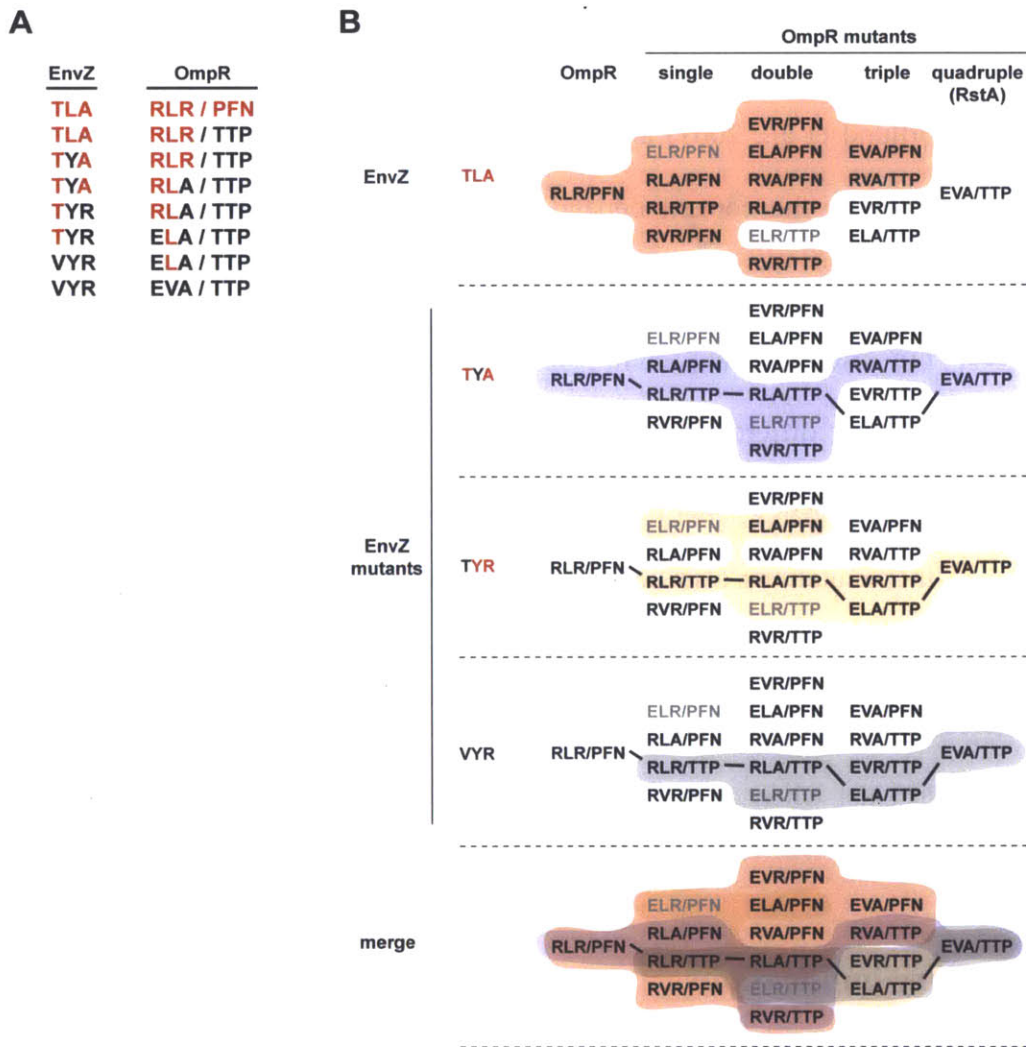 A
EnvZ OmpR
TLA RLR / PFN
TLA RLR / TTP
TYA RLR / TTP
TYA RLA / TTP
TYR RLA / TTP
TYR ELA / TTP
VYR ELA / TTP
VYR EVA / TTP
B
OmpR mutants
OmpR single double triple quadruple
(RstA)
EVR/PFN
ELR/PFN ELA/PFN EVA/PFN
EnvZ TLA RLR/PFN RLA/PFN RVA/PFN RVA/TTP EVA/TTP
RLR/TTP RLA/TTP EVR/TTP
RVR/PFN ELR/TTP ELA/TTP
RVR/TTP
EnvZ
mutants
EVR/PFN
ELR/PFN ELA/PFN EVA/PFN
TYA RLR/PFN RLA/PFN RVA/PFN RVA/TTP EVA/TTP
RLR/TTP RLA/TTP EVR/TTP
RVR/PFN ELR/TTP ELA/TTP
RVR/TTP
EVR/PFN
ELR/PFN ELA/PFN EVA/PFN
TYR RLR/PFN RLA/PFN RVA/PFN RVA/TTP EVA/TTP
RLR/TTP RLA/TTP EVR/TTP
RVR/PFN ELR/TTP ELA/TTP
RVR/TTP
EVR/PFN
ELR/PFN ELA/PFN EVA/PFN
VYR RLR/PFN RLA/PFN RVA/PFN RVA/TTP EVA/TTP
RLR/TTP RLA/TTP EVR/TTP
RVR/PFN ELR/TTP ELA/TTP
RVR/TTP
EVR/PFN
ELR/PFN ELA/PFN EVA/PFN
merge RLR/PFN RLA/PFN RVA/PFN RVA/TTP EVA/TTP
RLR/TTP RLA/TTP EVR/TTP
RVR/PFN ELR/TTP ELA/TTP
RVR/TTP